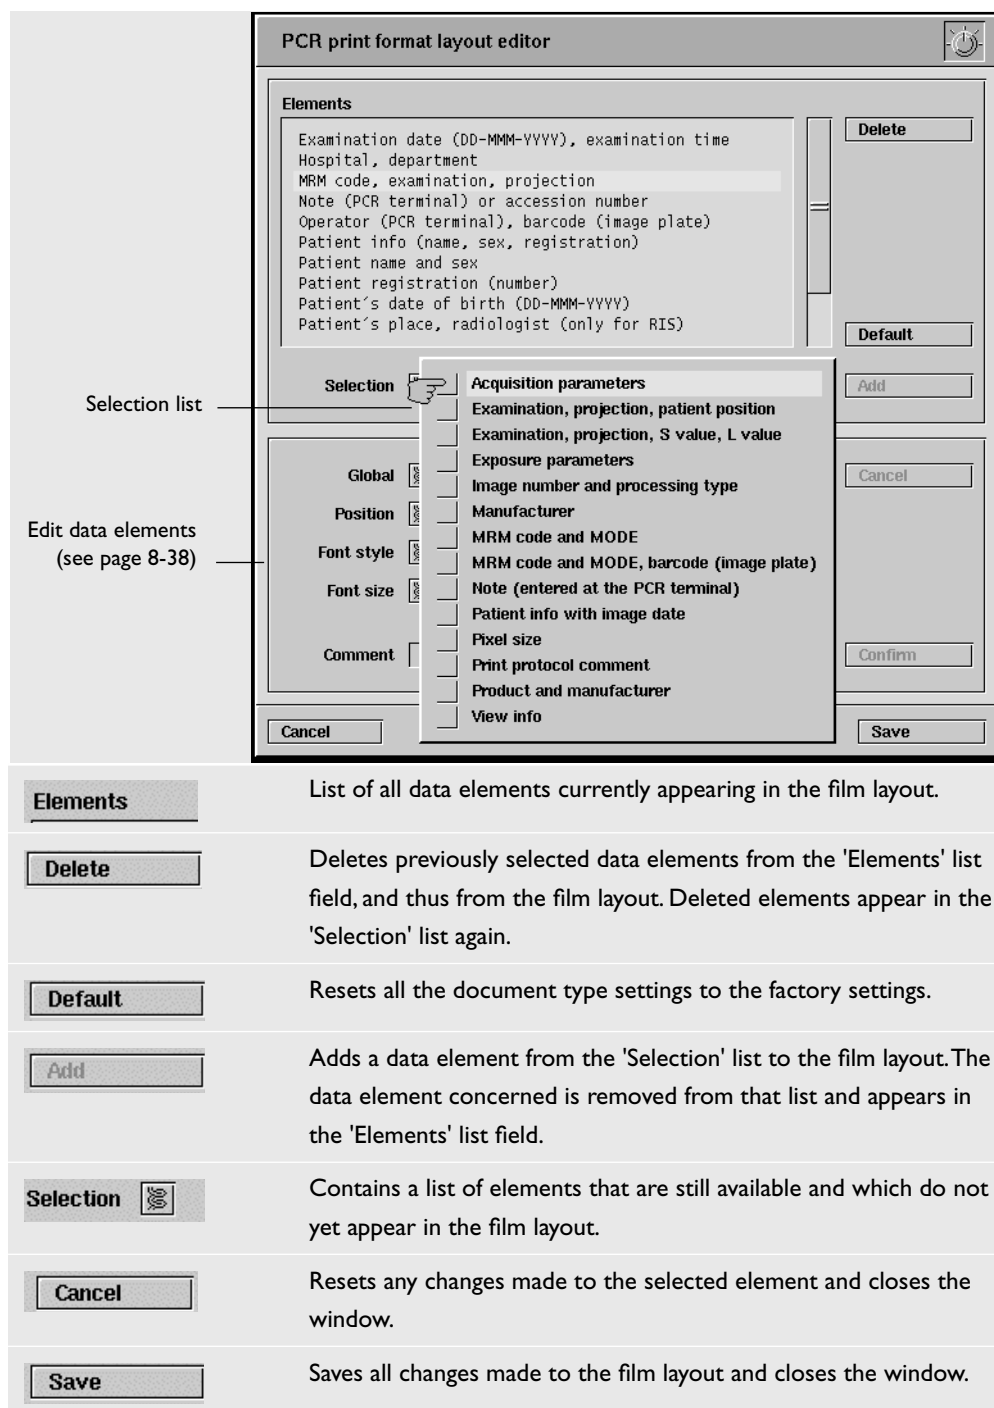 PCR print format layout editor
Elements
Examination date (DD-MMM-YYYY), examination time
Hospital, department
MRM code, examination, projection
Note (PCR terminal) or accession number
Operator (PCR terminal), barcode (image plate)
Patient info (name, sex, registration)
Patient name and sex
Patient registration (number)
Patient´s date of birth (DD-MMM-YYYY)
Patient´s place, radiologist (only for RIS)
Delete
Default
Selection
Add
Selection list
Acquisition parameters
Examination, projection, patient position
Examination, projection, S value, L value
Exposure parameters
Image number and processing type
Manufacturer
MRM code and MODE
MRM code and MODE, barcode (image plate)
Note (entered at the PCR terminal)
Patient info with image date
Pixel size
Print protocol comment
Product and manufacturer
View info
Edit data elements
(see page 8-38)
Global
Position
Font style
Font size
Comment
Cancel
Confirm
Cancel
Save
Elements
List of all data elements currently appearing in the film layout.
Delete
Deletes previously selected data elements from the 'Elements' list
field, and thus from the film layout. Deleted elements appear in the
'Selection' list again.
Default
Resets all the document type settings to the factory settings.
Add
Adds a data element from the 'Selection' list to the film layout. The
data element concerned is removed from that list and appears in
the 'Elements' list field.
Selection
Contains a list of elements that are still available and which do not
yet appear in the film layout.
Cancel
Resets any changes made to the selected element and closes the
window.
Save
Saves all changes made to the film layout and closes the window.